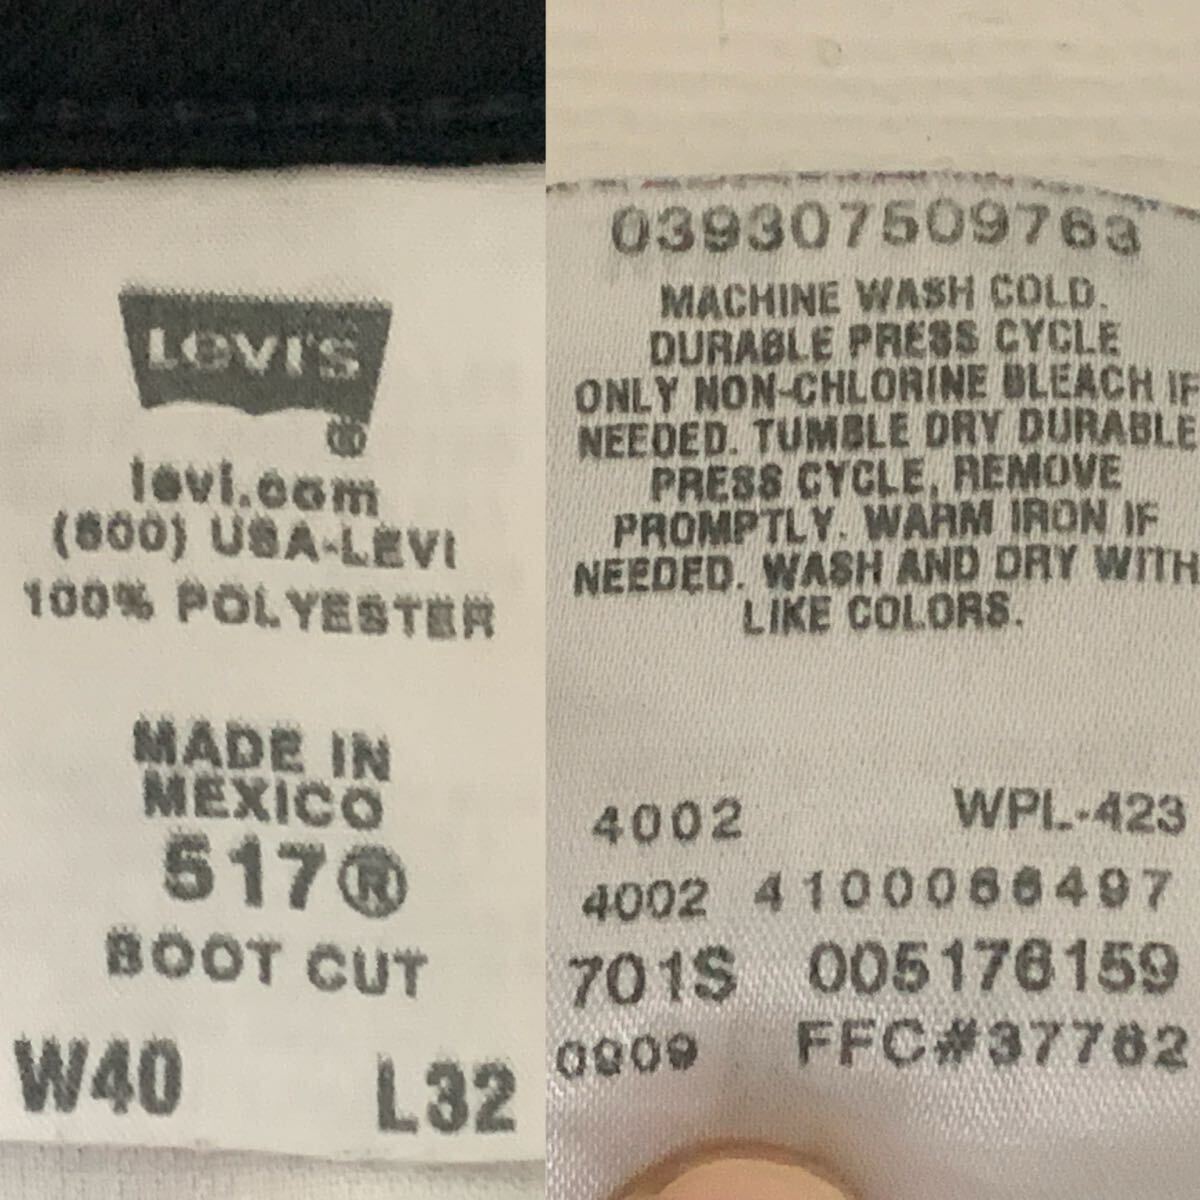 LEVI'S
®
levi.com
(800) USA-LEVI
100% POLYESTER
MADE IN
MEXICO
517®
BOOT CUT
W40 L32
039307509763
MACHINE WASH COLD.
DURABLE PRESS CYCLE
ONLY NON-CHLORINE BLEACH IF
NEEDED. TUMBLE DRY DURABLE
PRESS CYCLE, REMOVE
PROMPTLY. WARM IRON IF
NEEDED. WASH AND DRY WITH
LIKE COLORS.
4002 WPL-423
4002 4100066497
701S 005176159
0909 FFC#37762